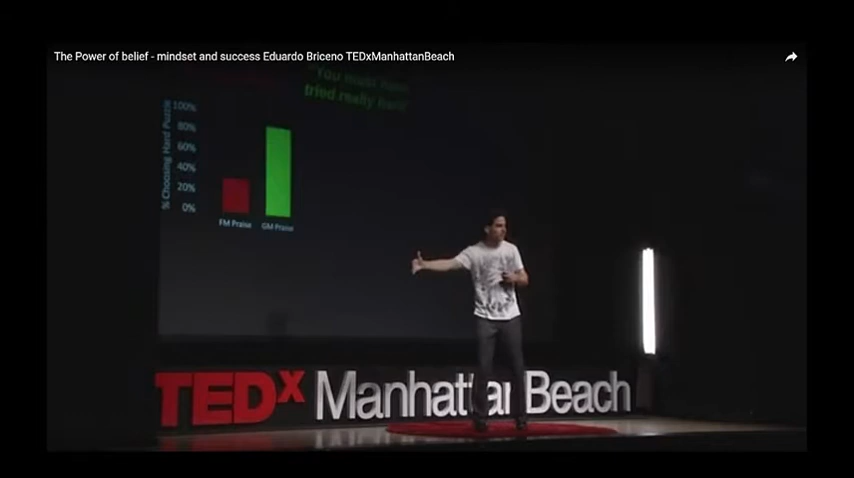 The Power of belief - mindset and success Eduardo Briceno TEDxManhattanBeach
"You must have
tried really hard"
% Choosing Hard Puzzle
100%
80%
60%
40%
20%
0%
FM Praise
GM Praise
TEDx ManhattanBeach